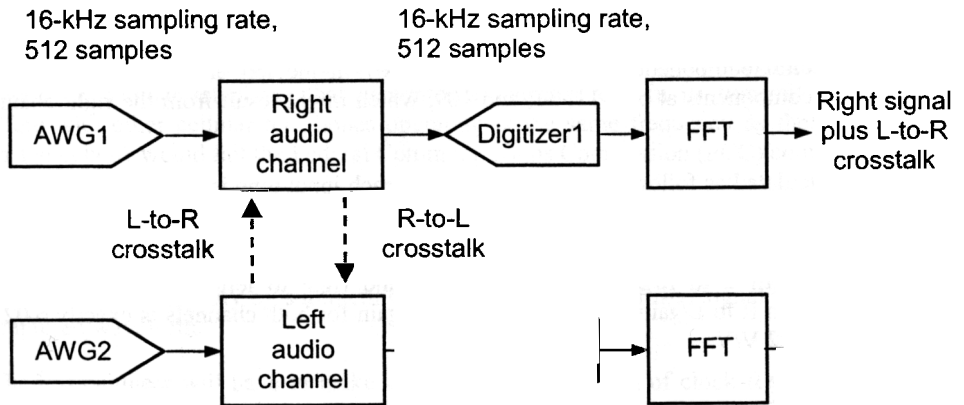 16-kHz sampling rate,
512 samples
16-kHz sampling rate,
512 samples
AWG1
Right
audio
channel
Digitizer1
FFT
Right signal
plus L-to-R
crosstalk
L-to-R
crosstalk
R-to-L
crosstalk
AWG2
Left
audio
channel
FFT